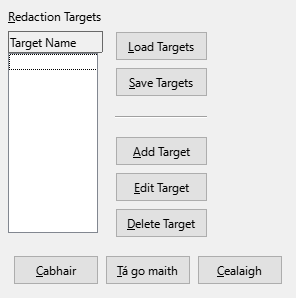 Redaction Targets
Target Name
Load Targets
Save Targets
Add Target
Edit Target
Delete Target
Cabhair
Tá go maith
Cealaigh